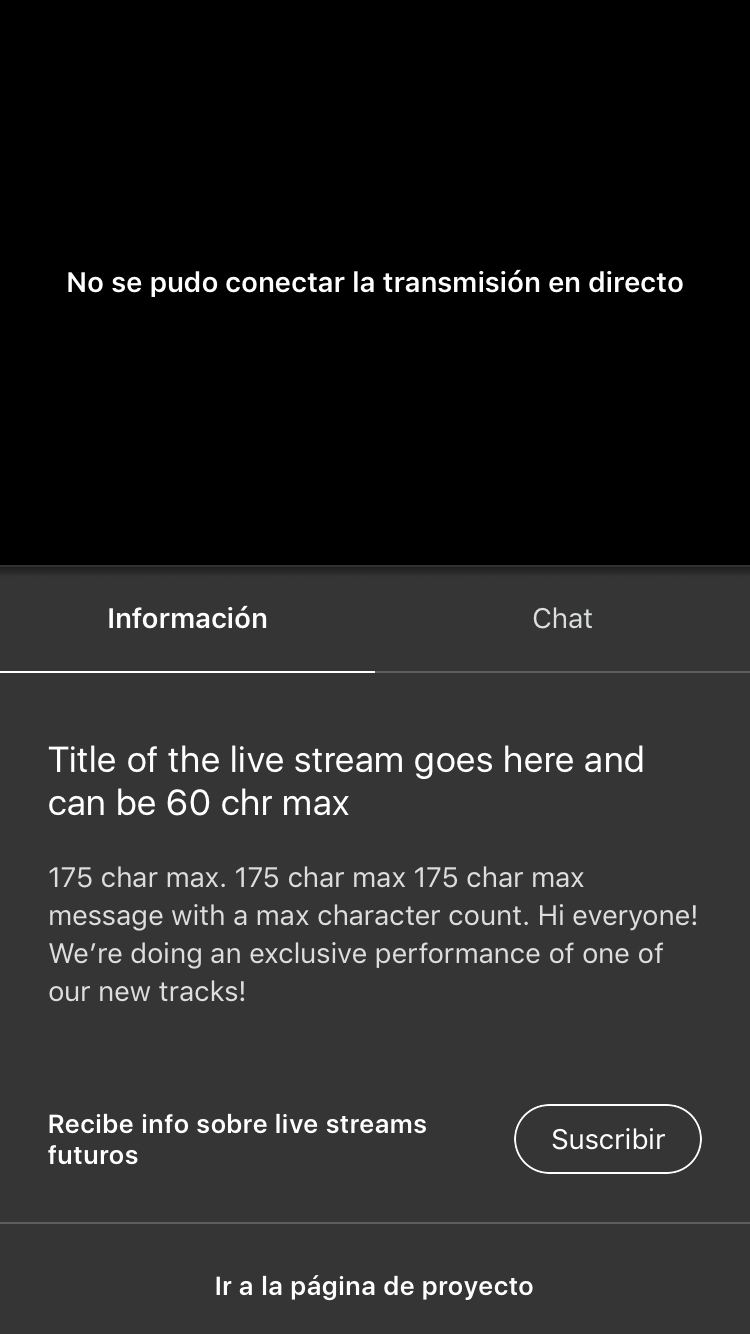 No se pudo conectar la transmisión en directo
Información
Chat
Title of the live stream goes here and
can be 60 chr max
175 char max. 175 char max 175 char max
message with a max character count. Hi everyone!
We’re doing an exclusive performance of one of
our new tracks!
Recibe info sobre live streams
futuros
Suscribir
Ir a la página de proyecto